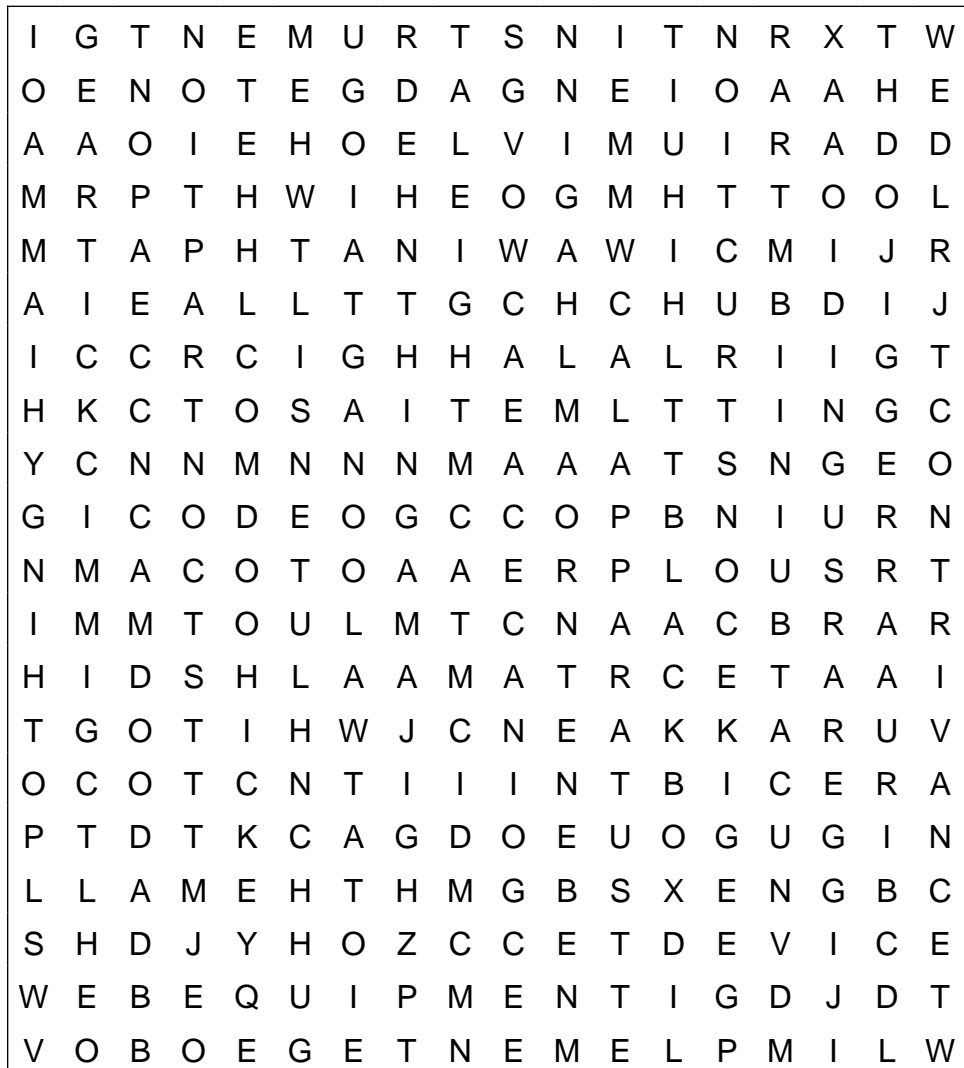 I G T N E M U R T S N I T N R X T W
O E N O T E G D A G N E I O A A H E
A A O I E H O E L V I M U I R A D D
M R P T H W I H E O G M H T T O O L
M T A P H T A N I W A W I C M I J R
A I E A L L T T G C H C H U B D I J
I C C R C I G H H A L A L R I I G T
H K C T O S A I T E M L T T I N G C
Y C N N M N N N M A A A T S N G E O
G I C O D E O G C C O P B N I U R N
N M A C O T O A A E R P L O U S R T
I M M T O U L M T C N A A C B R A R
H I D S H L A A M A T R C E T A A I
T G O T I H W J C N E A K K A R U V
O C O T C N T I I I N T B I C E R A
P T D T K C A G D O E U O G U G I N
L L A M E H T H M G B S X E N G B C
S H D J Y H O Z C C E T D E V I C E
W E B E Q U I P M E N T I G D J D T
V O B O E G E T N E M E L P M I L W